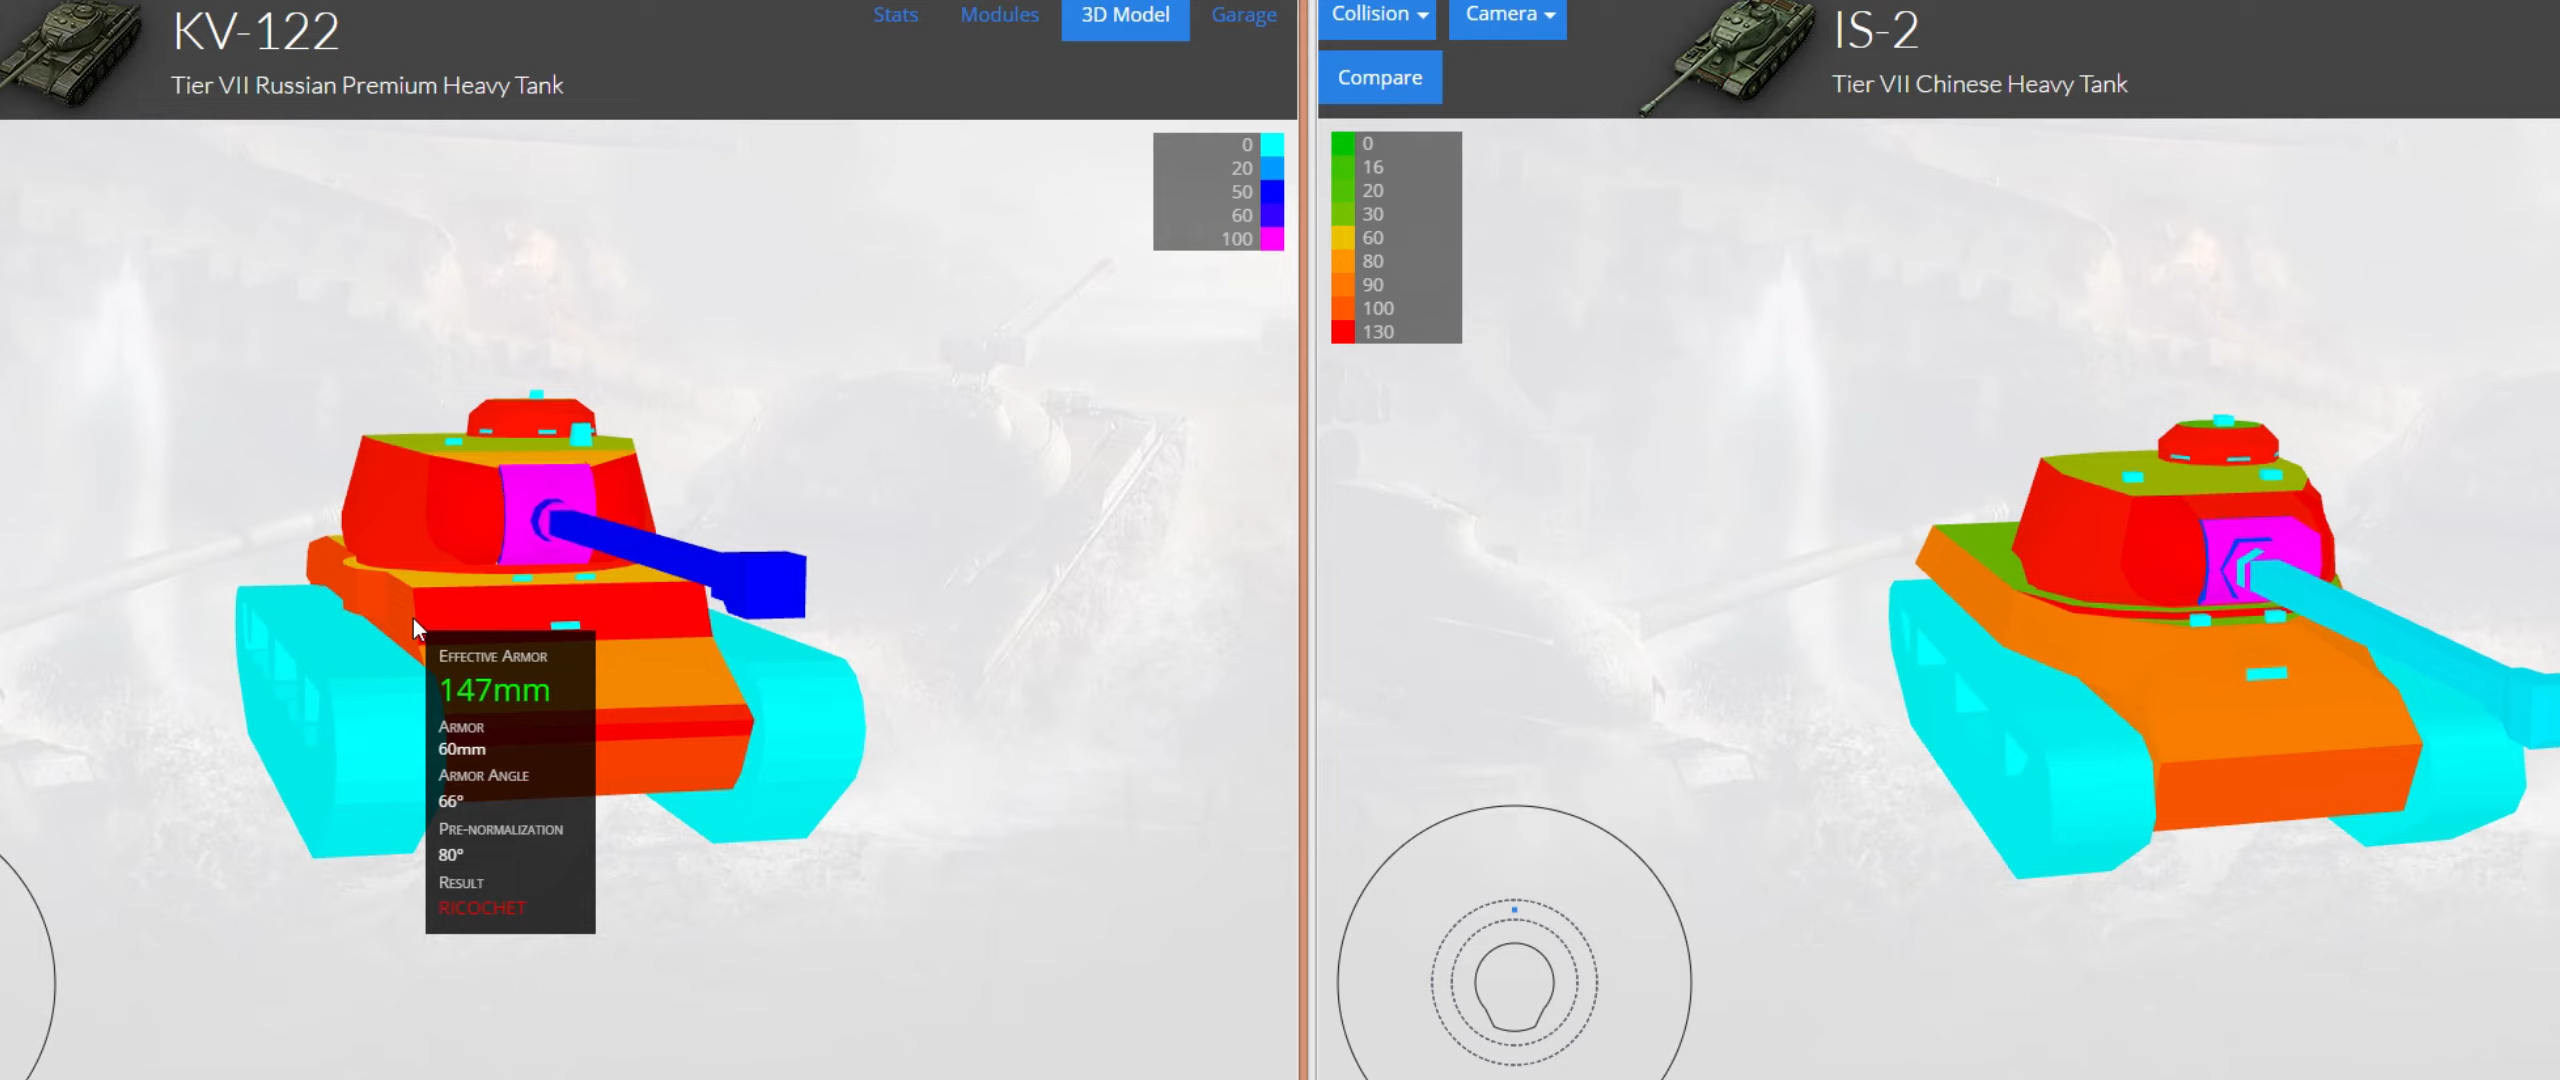 KV-122
Tier VII Russian Premium Heavy Tank
Stats Modules 3D Model Garage
0
20
50
60
100
EFFECTIVE ARMOR
147mm
ARMOR
60mm
ARMOR ANGLE
66°
PRE-NORMALIZATION
80°
RESULT
RICOCHET
Collision Camera
Compare
IS-2
Tier VII Chinese Heavy Tank
0
16
20
30
60
80
90
100
130